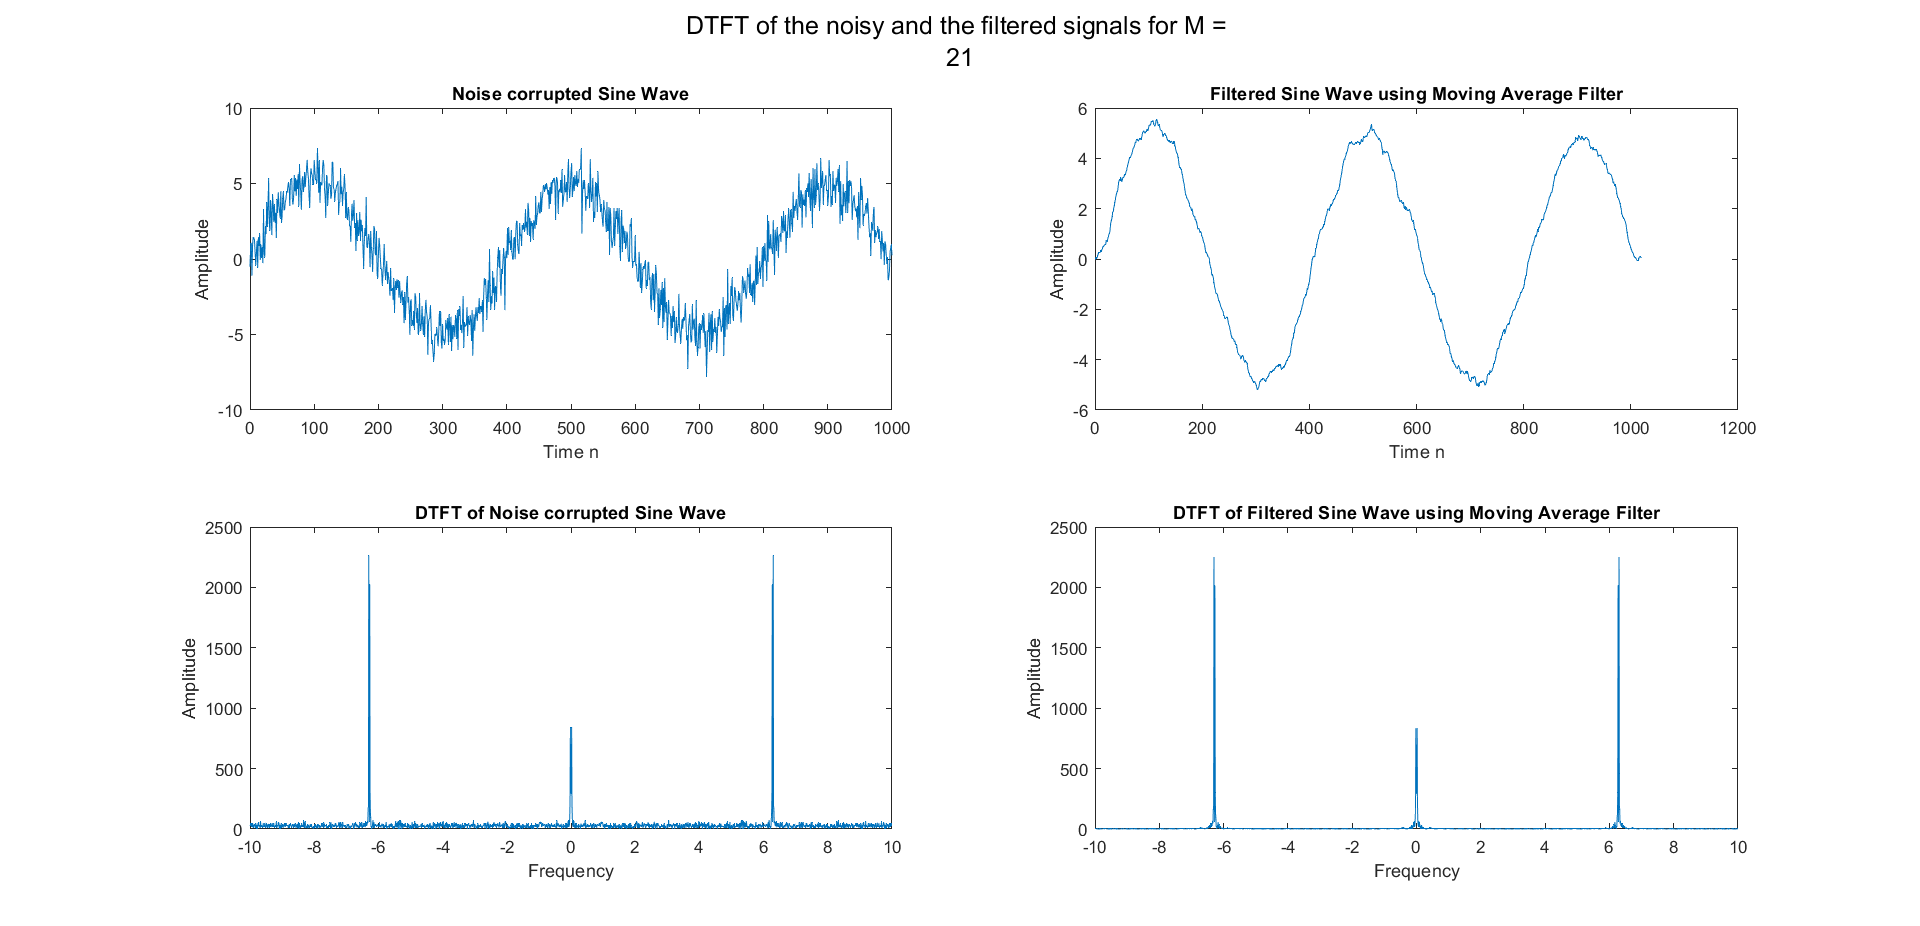 DTFT of the noisy and the filtered signals for M =
21
Noise corrupted Sine Wave
10
5
0
-5
-10
Amplitude
0 100 200 300 400 500 600 700 800 900 1000
Time n
Filtered Sine Wave using Moving Average Filter
6
4
2
0
-2
-4
-6
Amplitude
0 200 400 600 800 1000 1200
Time n
DTFT of Noise corrupted Sine Wave
2500
2000
1500
1000
500
0
Amplitude
-10 -8 -6 -4 -2 0 2 4 6 8 10
Frequency
DTFT of Filtered Sine Wave using Moving Average Filter
2500
2000
1500
1000
500
0
Amplitude
-10 -8 -6 -4 -2 0 2 4 6 8 10
Frequency